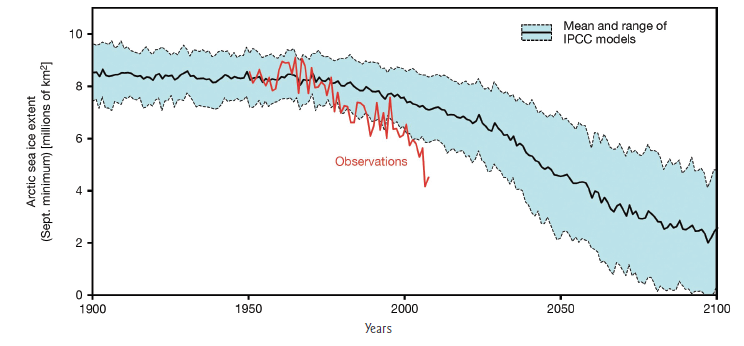 Mean and range of
IPCC models
Arctic sea ice extent
(Sept. minimum) [millions of km²]
10
8
6
4
2
0
Observations
1900
1950
2000
2050
2100
Years